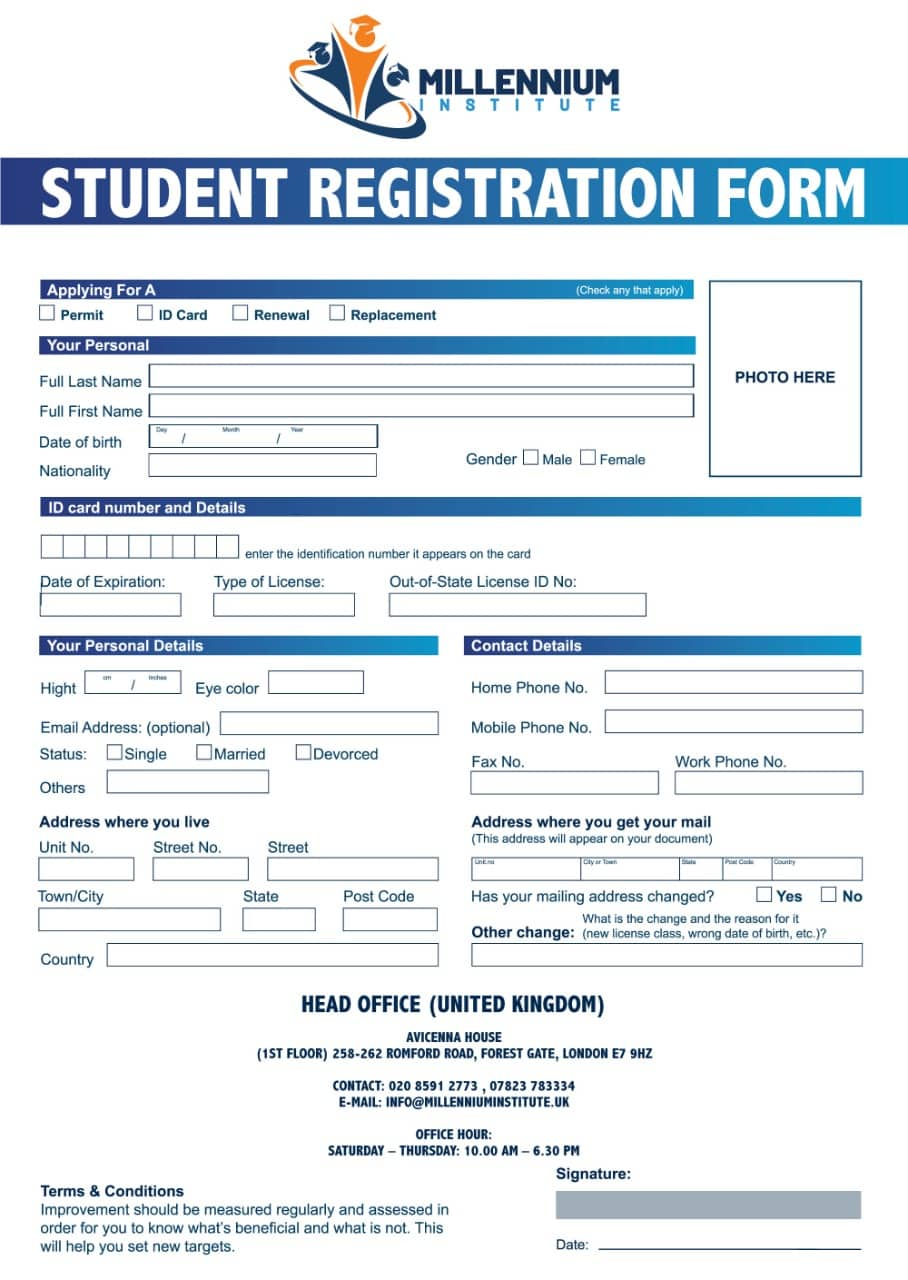 MILLENNIUM
INSTITUTE
STUDENT REGISTRATION FORM
Applying For A (Check any that apply)
Permit ID Card Renewal Replacement
PHOTO HERE
Your Personal
Full Last Name
Full First Name
Date of birth Day / Month / Year
Nationality
Gender Male Female
ID card number and Details
enter the identification number it appears on the card
Date of Expiration: Type of License: Out-of-State License ID No:
Your Personal Details
Hight cm / Inches Eye color
Email Address: (optional)
Status: Single Married Devorced
Others
Address where you live
Unit No. Street No. Street
Town/City State Post Code
Country
Contact Details
Home Phone No.
Mobile Phone No.
Fax No. Work Phone No.
Address where you get your mail
(This address will appear on your document)
Unit.no City or Town State Post Code Country
Has your mailing address changed? Yes No
What is the change and the reason for it
Other change: (new license class, wrong date of birth, etc.)?
HEAD OFFICE (UNITED KINGDOM)
AVICENNA HOUSE
(1ST FLOOR) 258-262 ROMFORD ROAD, FOREST GATE, LONDON E7 9HZ
CONTACT: 020 8591 2773 , 07823 783334
E-MAIL: INFO@MILLENNIUMINSTITUTE.UK
OFFICE HOUR:
SATURDAY – THURSDAY: 10.00 AM – 6.30 PM
Terms & Conditions
Improvement should be measured regularly and assessed in
order for you to know what's beneficial and what is not. This
will help you set new targets.
Signature:
Date: